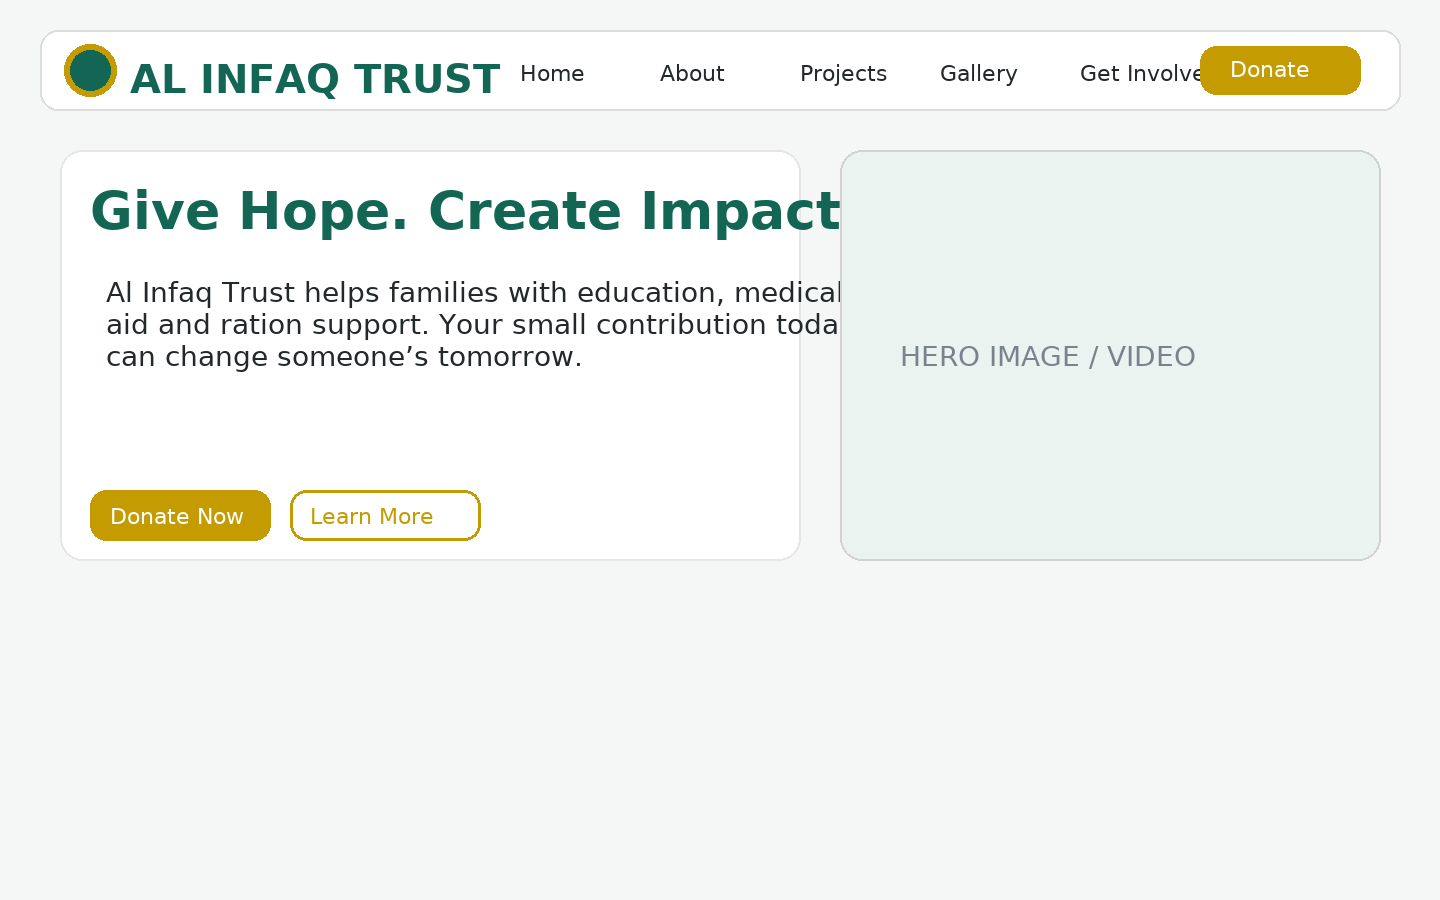 AL INFAQ TRUST Home About Projects Gallery Get Involve Donate
Give Hope. Create Impact
Al Infaq Trust helps families with education, medical
aid and ration support. Your small contribution toda
can change someone’s tomorrow.
HERO IMAGE / VIDEO
Donate Now Learn More